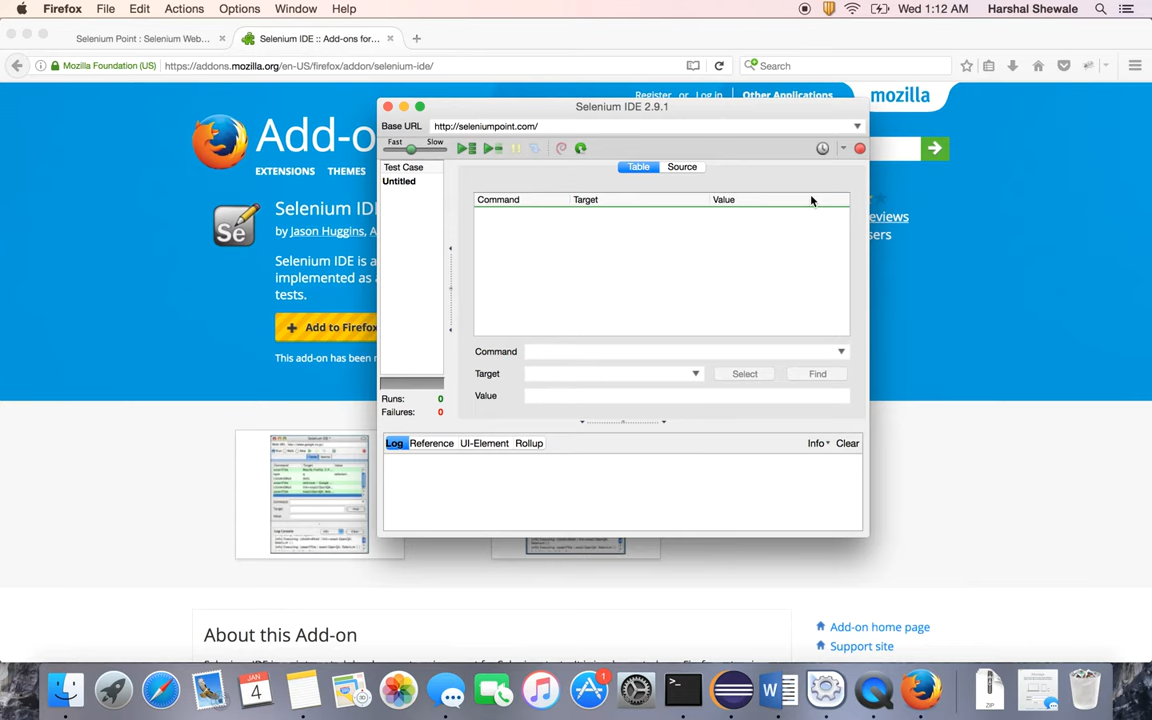 Firefox File Edit Actions Options Window Help Wed 1:12 AM Harshal Shewale
Selenium Point : Selenium Web... Selenium IDE :: Add-ons for...
Mozilla Foundation (US) https://addons.mozilla.org/en-US/firefox/addon/selenium-ide/ Search
Register or Log in Other Applications mozilla
Add-o
EXTENSIONS THEMES
Selenium IDE 2.9.1
Base URL http://seleniumpoint.com/
Fast Slow
Test Case Table Source
Untitled
Command Target Value
Selenium ID
by Jason Huggins, A
Selenium IDE is a
implemented as a
tests.
Add to Firefox
This add-on has been r
eviews
sers
Command
Target Select Find
Value
Runs: 0
Failures: 0
Log Reference UI-Element Rollup Info Clear
About this Add-on
Add-on home page
Support site
JAN
4
1
Se
ZIP